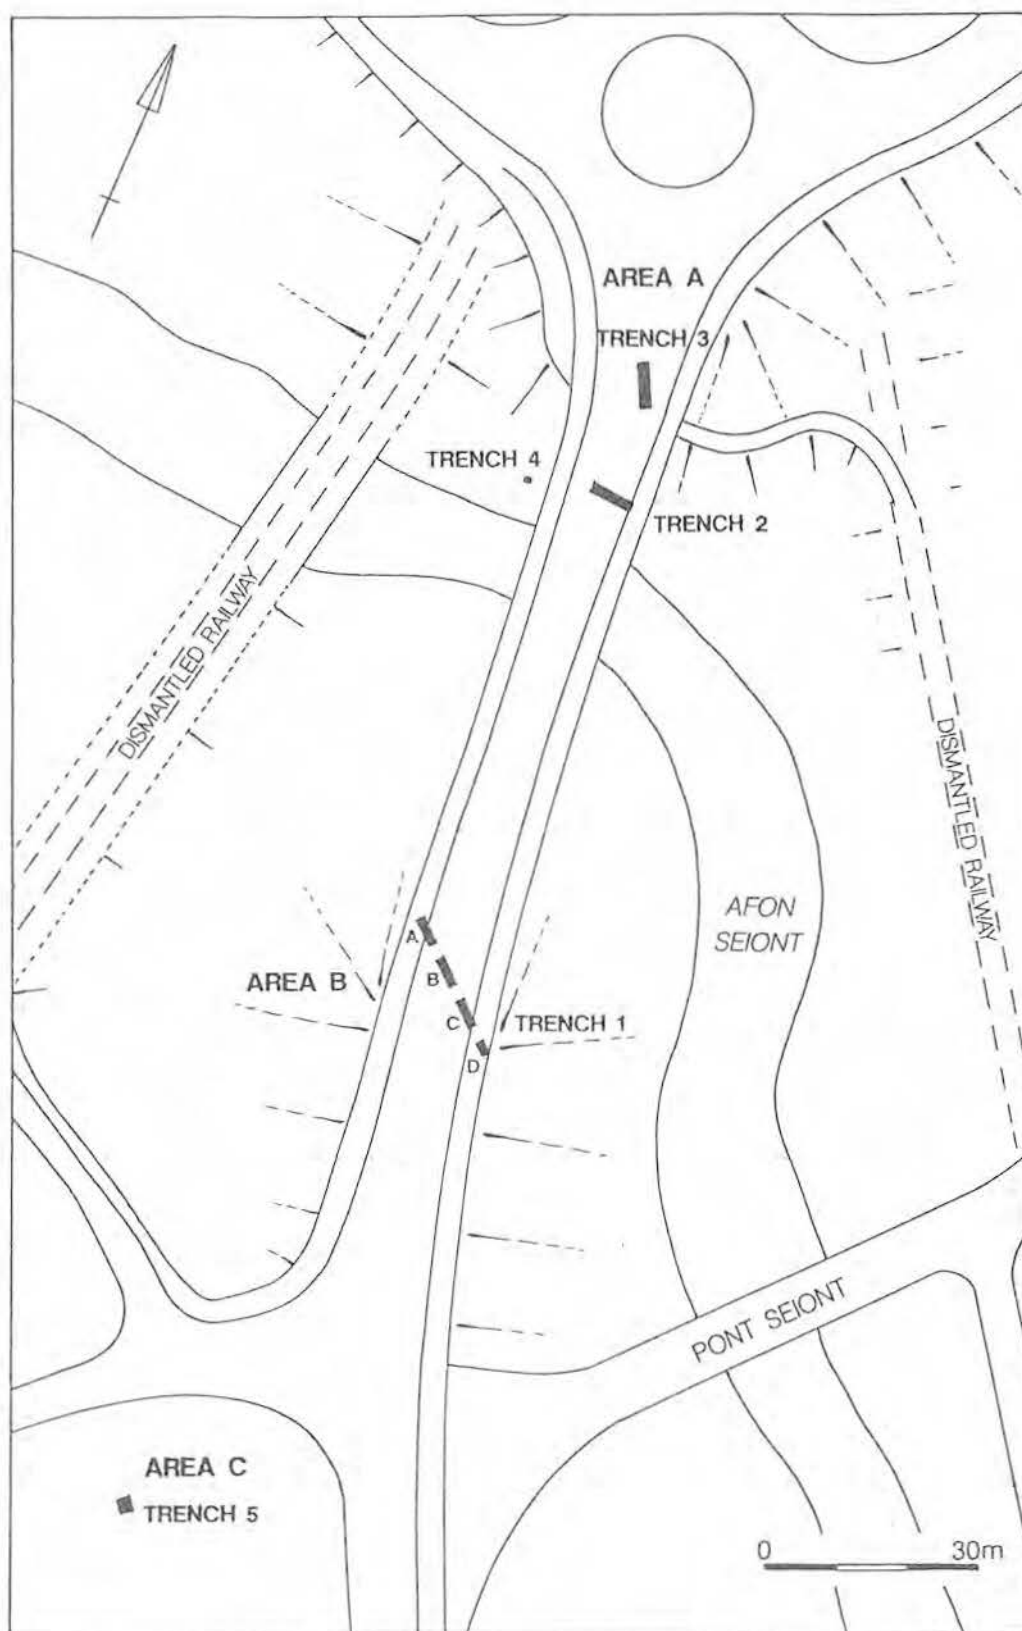 AREA A
TRENCH 3
TRENCH 4
TRENCH 2
DISMANTLED RAILWAY
DISMANTLED RAILWAY
AFON
SEIONT
A
AREA B
B
C
TRENCH 1
D
PONT SEIONT
AREA C
TRENCH 5
0 30m